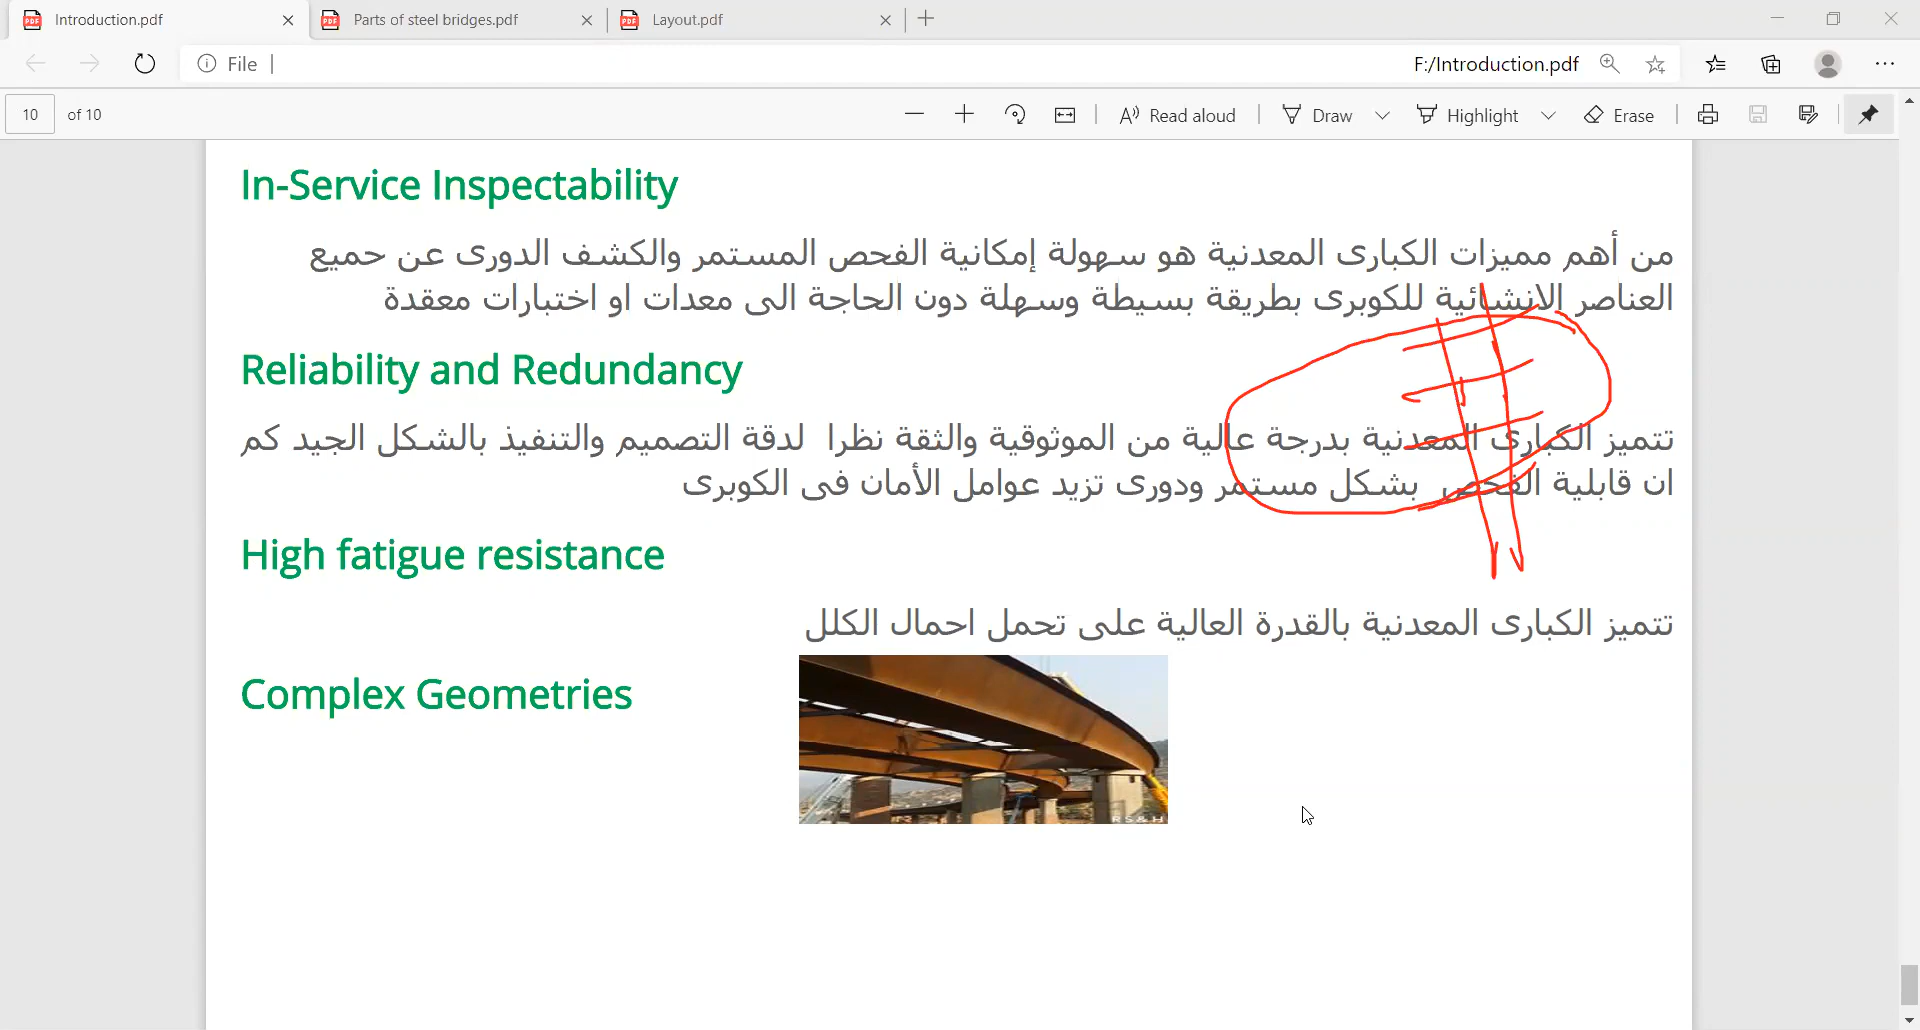 Introduction.pdf
Parts of steel bridges.pdf
Layout.pdf
File
F:/Introduction.pdf
10 of 10
Read aloud
Draw
Highlight
Erase
In-Service Inspectability
من أهم مميزات الكبارى المعدنية هو سهولة إمكانية الفحص المستمر والكشف الدورى عن حميع
العناصر الانشائية للكوبرى بطريقة بسيطة وسهلة دون الحاجة الى معدات او اختبارات معقدة
Reliability and Redundancy
تتميز الكبارى المعدنية بدرجة عالية من الموثوقية والثقة نظرا لدقة التصميم والتنفيذ بالشكل الجيد كم
ان قابلية الفحص بشكل مستمر ودورى تزيد عوامل الأمان فى الكوبرى
High fatigue resistance
تتميز الكبارى المعدنية بالقدرة العالية على تحمل احمال الكلل
Complex Geometries
RS&H